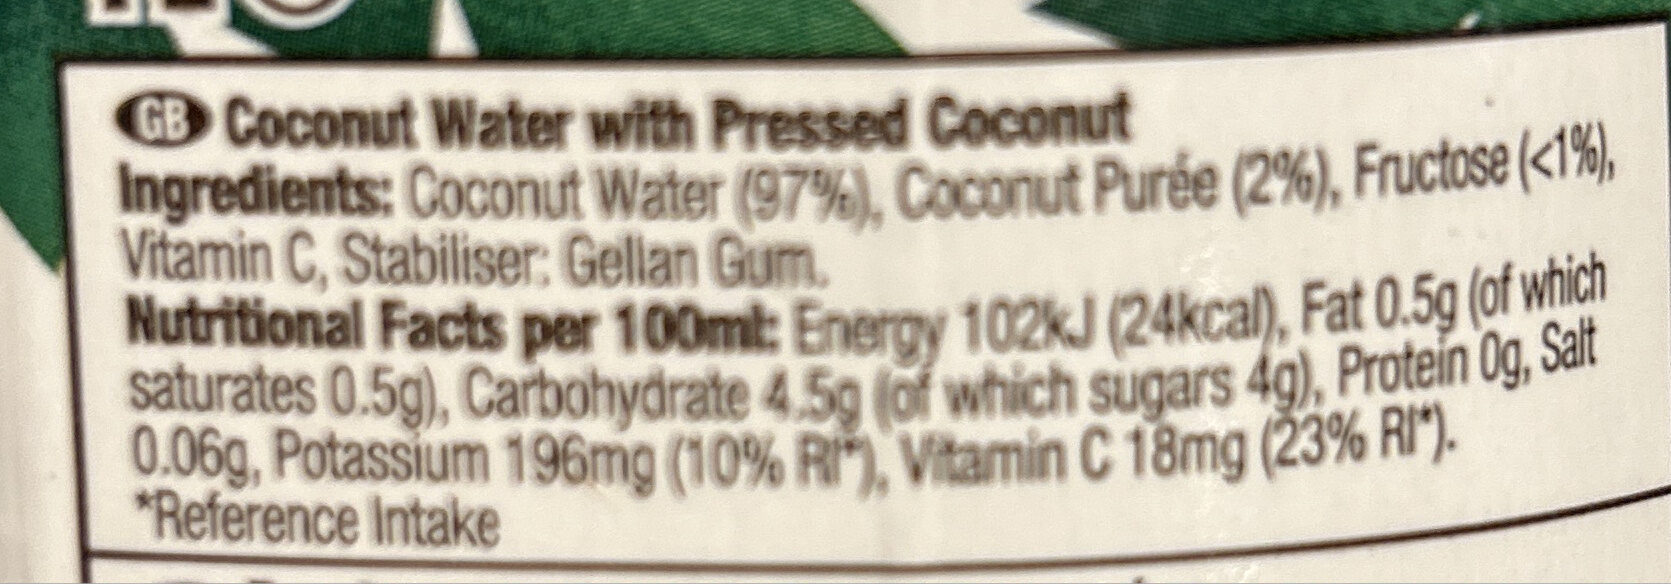 GB Coconut Water with Pressed Coconut
Ingredients: Coconut Water (97%), Coconut Purée (2%), Fructose (<1%),
Vitamin C, Stabiliser: Gellan Gum.
Nutritional Facts per 100ml: Energy 102kJ (24kcal), Fat 0.5g (of which
saturates 0.5g), Carbohydrate 4.5g (of which sugars 4g), Protein 0g, Salt
0.06g, Potassium 196mg (10% RI*), Vitamin C 18mg (23% RI*).
*Reference Intake